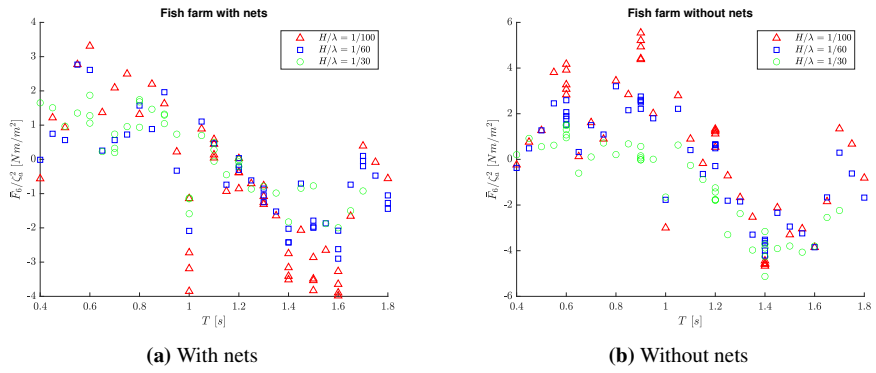 Fish farm with nets
4
3
2
1
0
-1
-2
-3
-4
F̄₆/ζₐ² [Nm/m²]
0.4 0.6 0.8 1 1.2 1.4 1.6 1.8
T [s]
H/λ = 1/100
H/λ = 1/60
H/λ = 1/30
(a) With nets
Fish farm without nets
6
4
2
0
-2
-4
-6
F̄₆/ζₐ² [Nm/m²]
0.4 0.6 0.8 1 1.2 1.4 1.6 1.8
T [s]
H/λ = 1/100
H/λ = 1/60
H/λ = 1/30
(b) Without nets